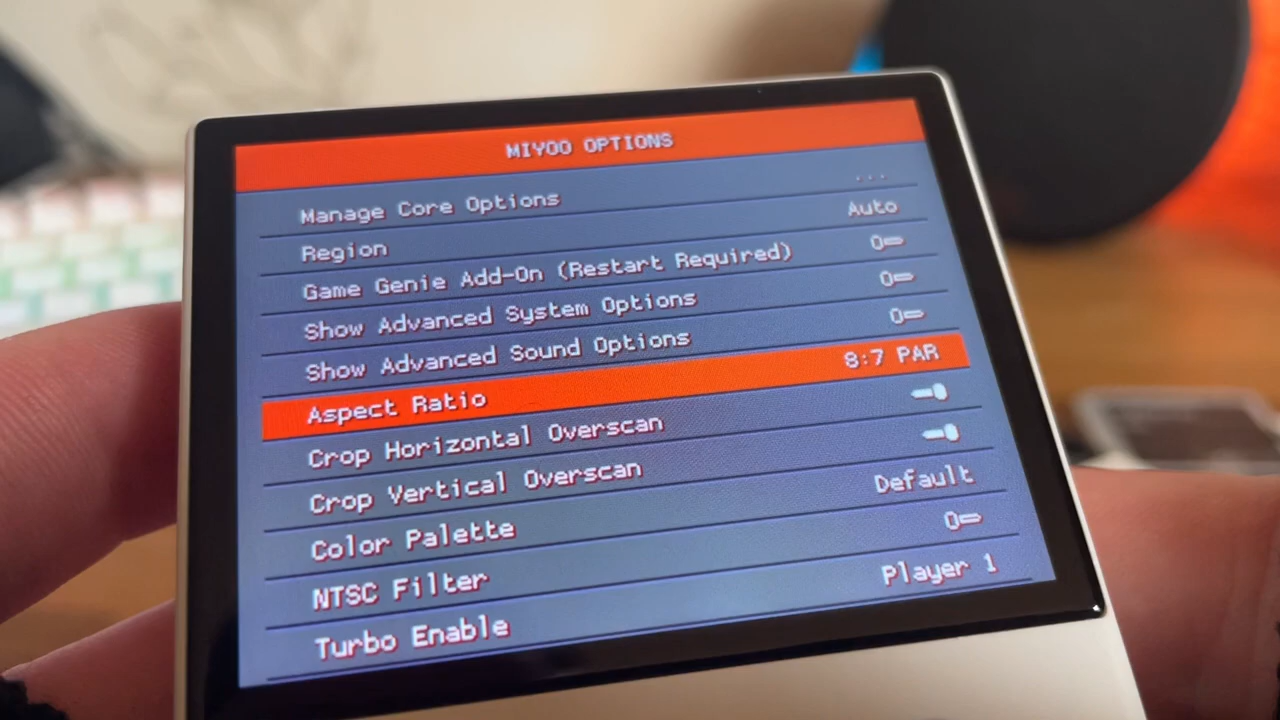 MIYOO OPTIONS
Manage Core Options ...
Region Auto
Game Genie Add-On (Restart Required)
Show Advanced System Options
Show Advanced Sound Options
Aspect Ratio 8:7 PAR
Crop Horizontal Overscan
Crop Vertical Overscan
Color Palette Default
NTSC Filter
Turbo Enable Player 1